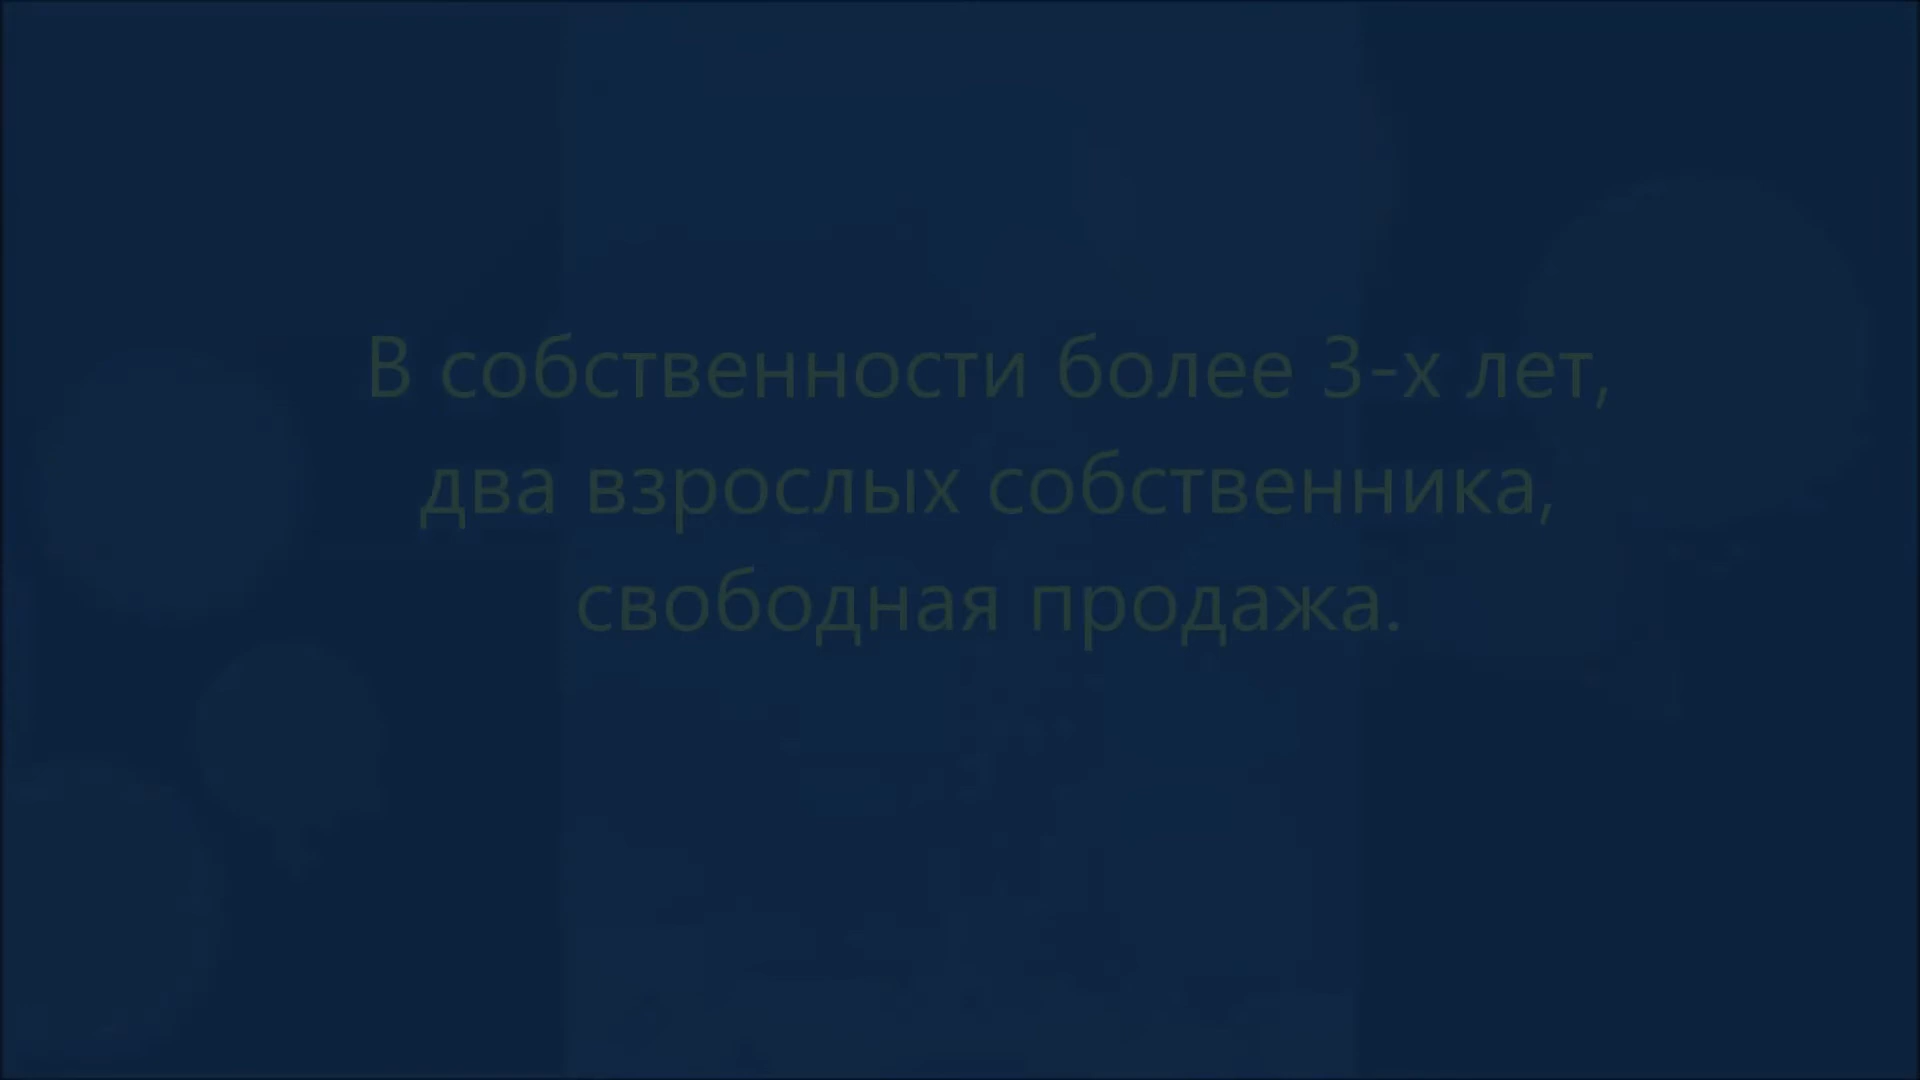 В собственности более 3-х лет,
два взрослых собственника,
свободная продажа.